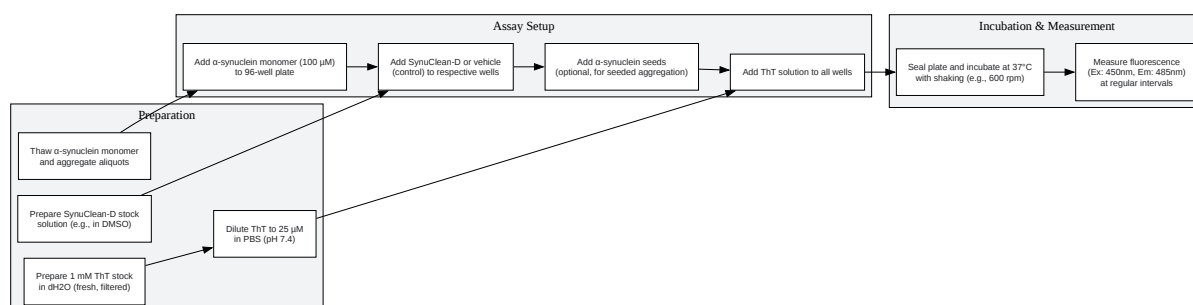 Assay Setup
Add α-synuclein monomer (100 µM)
to 96-well plate
Add SynuClean-D or vehicle
(control) to respective wells
Add α-synuclein seeds
(optional, for seeded aggregation)
Add ThT solution to all wells
Incubation & Measurement
Seal plate and incubate at 37°C
with shaking (e.g., 600 rpm)
Measure fluorescence
(Ex: 450nm, Em: 485nm)
at regular intervals
Preparation
Thaw α-synuclein monomer
and aggregate aliquots
Prepare SynuClean-D stock
solution (e.g., in DMSO)
Dilute ThT to 25 µM
in PBS (pH 7.4)
Prepare 1 mM ThT stock
in dH2O (fresh, filtered)